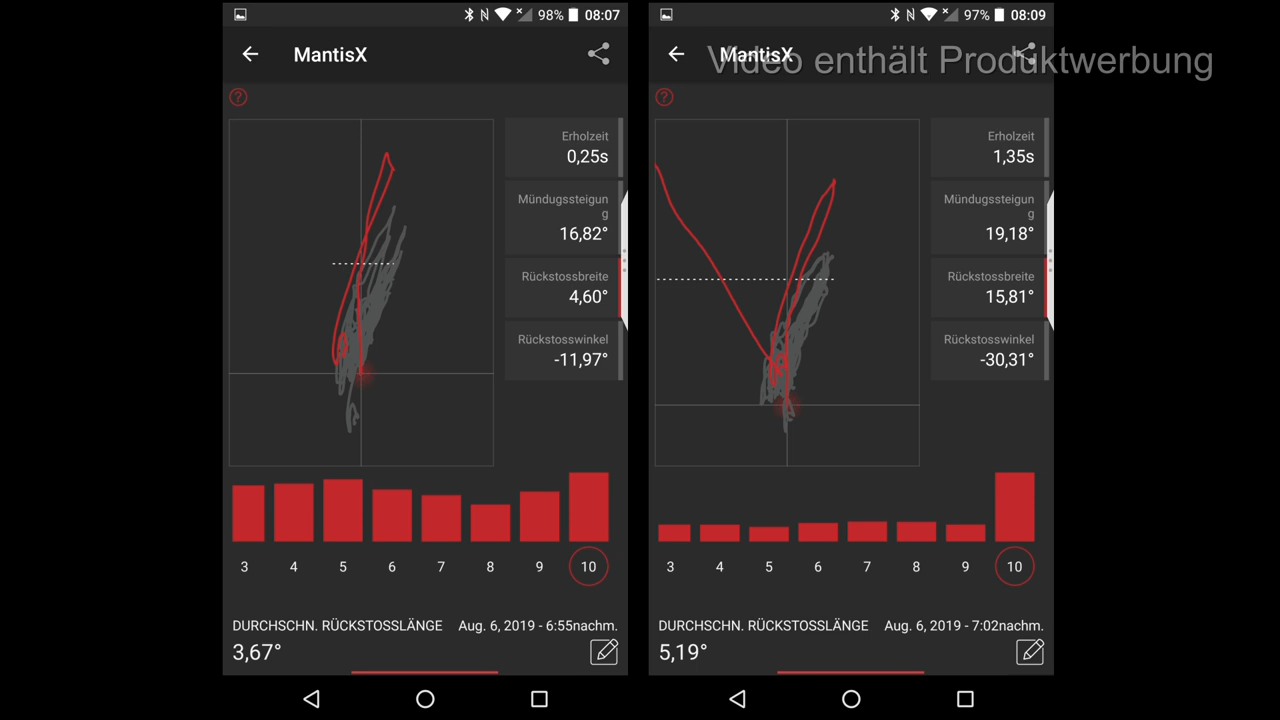 98% 08:07
MantisX
?
Erholzeit
0,25s
Mündugssteigun
g
16,82°
Rückstossbreite
4,60°
Rückstosswinkel
-11,97°
3 4 5 6 7 8 9 10
DURCHSCHN. RÜCKSTOSSLÄNGE Aug. 6, 2019 - 6:55nachm.
3,67°
97% 08:09
MantisX
Video enthält Produktwerbung
?
Erholzeit
1,35s
Mündugssteigun
g
19,18°
Rückstossbreite
15,81°
Rückstosswinkel
-30,31°
3 4 5 6 7 8 9 10
DURCHSCHN. RÜCKSTOSSLÄNGE Aug. 6, 2019 - 7:02nachm.
5,19°